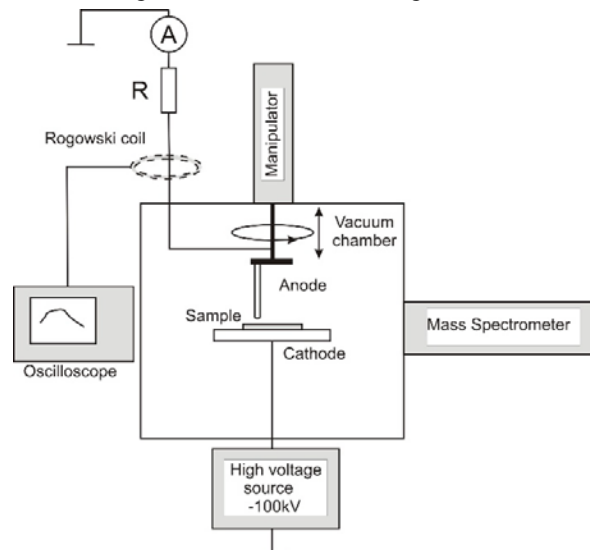 A
R
Rogowski coil
Manipulator
Vacuum
chamber
Anode
Sample
Cathode
Mass Spectrometer
Oscilloscope
High voltage
source
-100kV